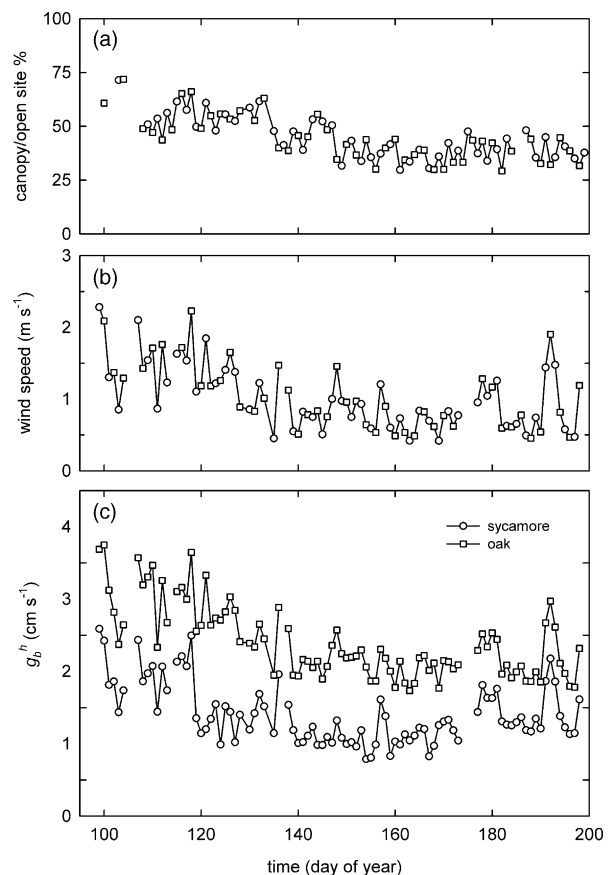 (a)
100
75
50
25
0
canopy/open site %
(b)
3
2
1
0
wind speed (m s⁻¹)
(c)
sycamore
oak
4
3
2
1
0
g_b^h (cm s⁻¹)
100 120 140 160 180 200
time (day of year)